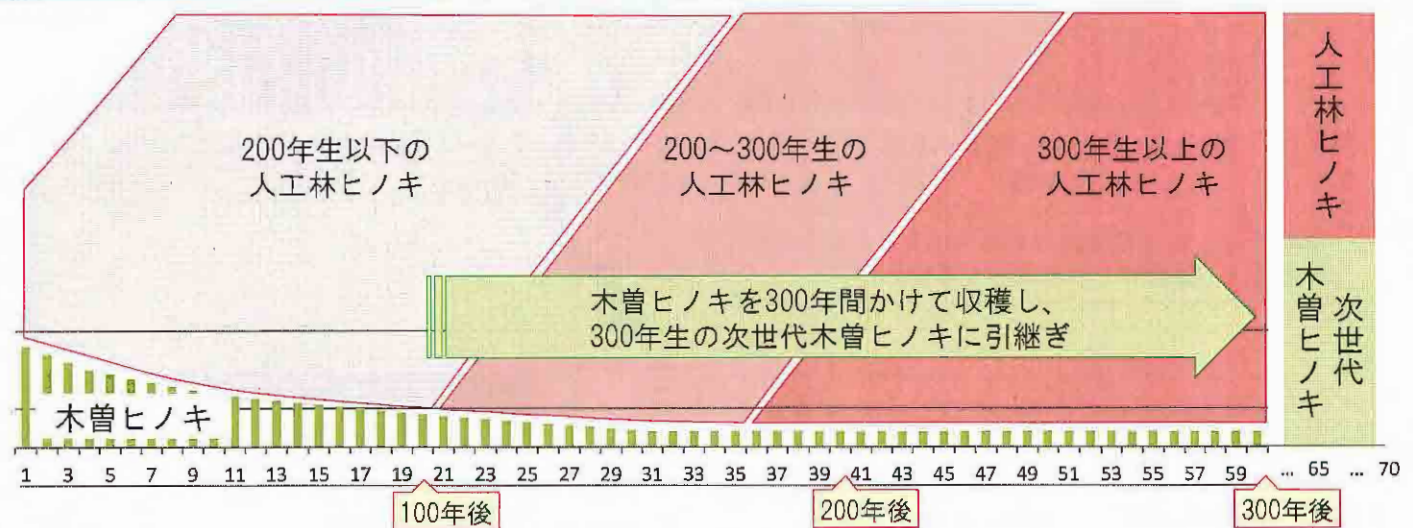 200年生以下の
人工林ヒノキ
200～300年生の
人工林ヒノキ
300年生以上の
人工林ヒノキ
人工林ヒノキ
木曽ヒノキを300年間かけて収穫し、
300年生の次世代木曽ヒノキに引継ぎ
次世代
木曽ヒノキ
木曽ヒノキ
1 3 5 7 9 11 13 15 17 19 21 23 25 27 29 31 33 35 37 39 41 43 45 47 49 51 53 55 57 59 ... 65 ... 70
100年後
200年後
300年後